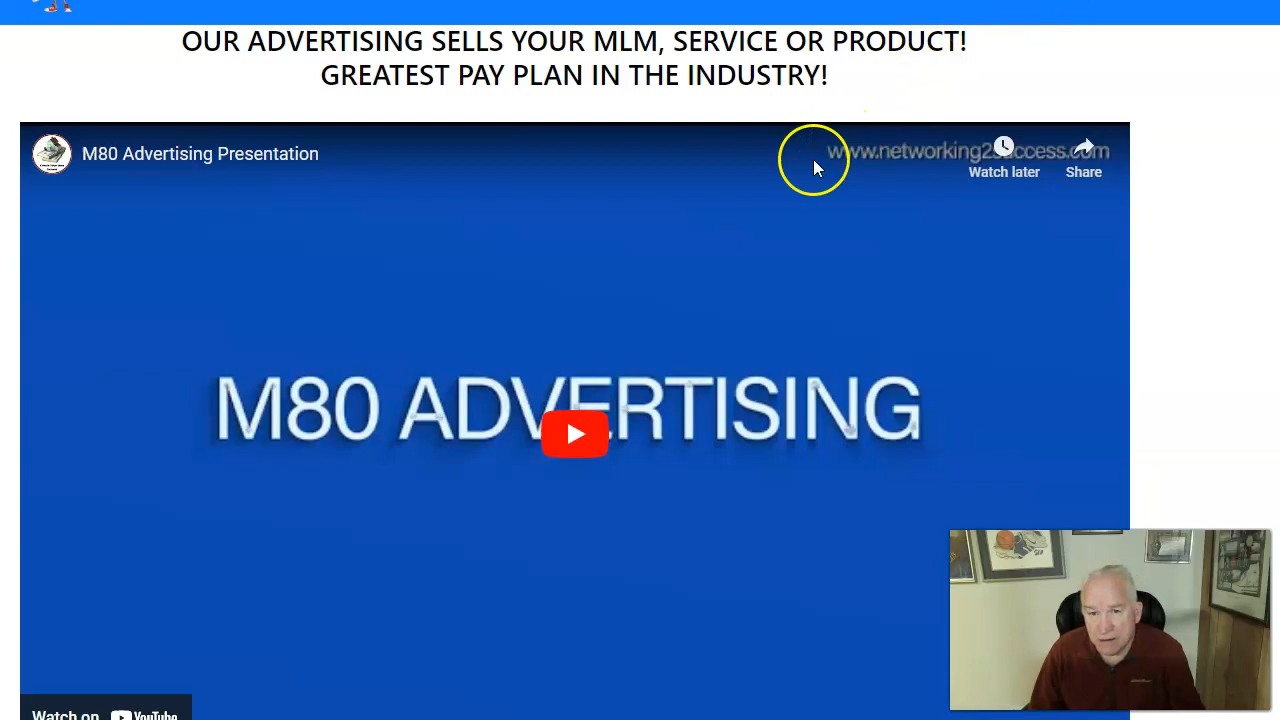 OUR ADVERTISING SELLS YOUR MLM, SERVICE OR PRODUCT!
GREATEST PAY PLAN IN THE INDUSTRY!
M80 Advertising Presentation
www.networking2success.com
Watch later
Share
M80 ADVERTISING
Watch on YouTube